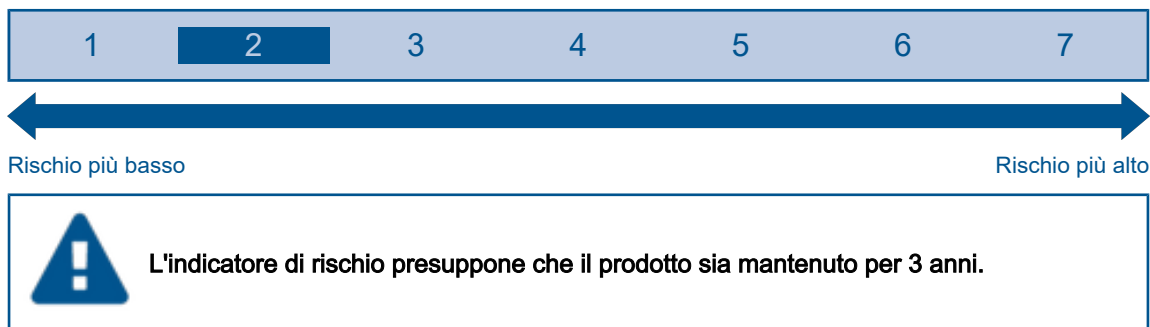 1 2 3 4 5 6 7
Rischio più basso Rischio più alto
L'indicatore di rischio presuppone che il prodotto sia mantenuto per 3 anni.